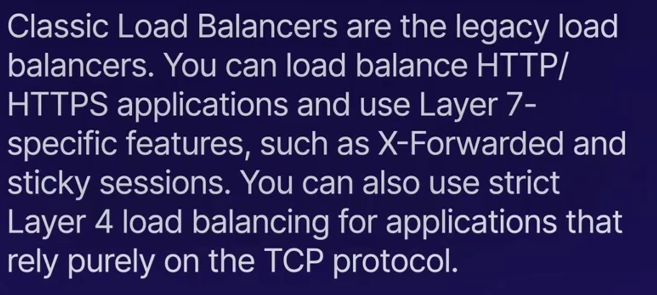 Classic Load Balancers are the legacy load
balancers. You can load balance HTTP/
HTTPS applications and use Layer 7-
specific features, such as X-Forwarded and
sticky sessions. You can also use strict
Layer 4 load balancing for applications that
rely purely on the TCP protocol.